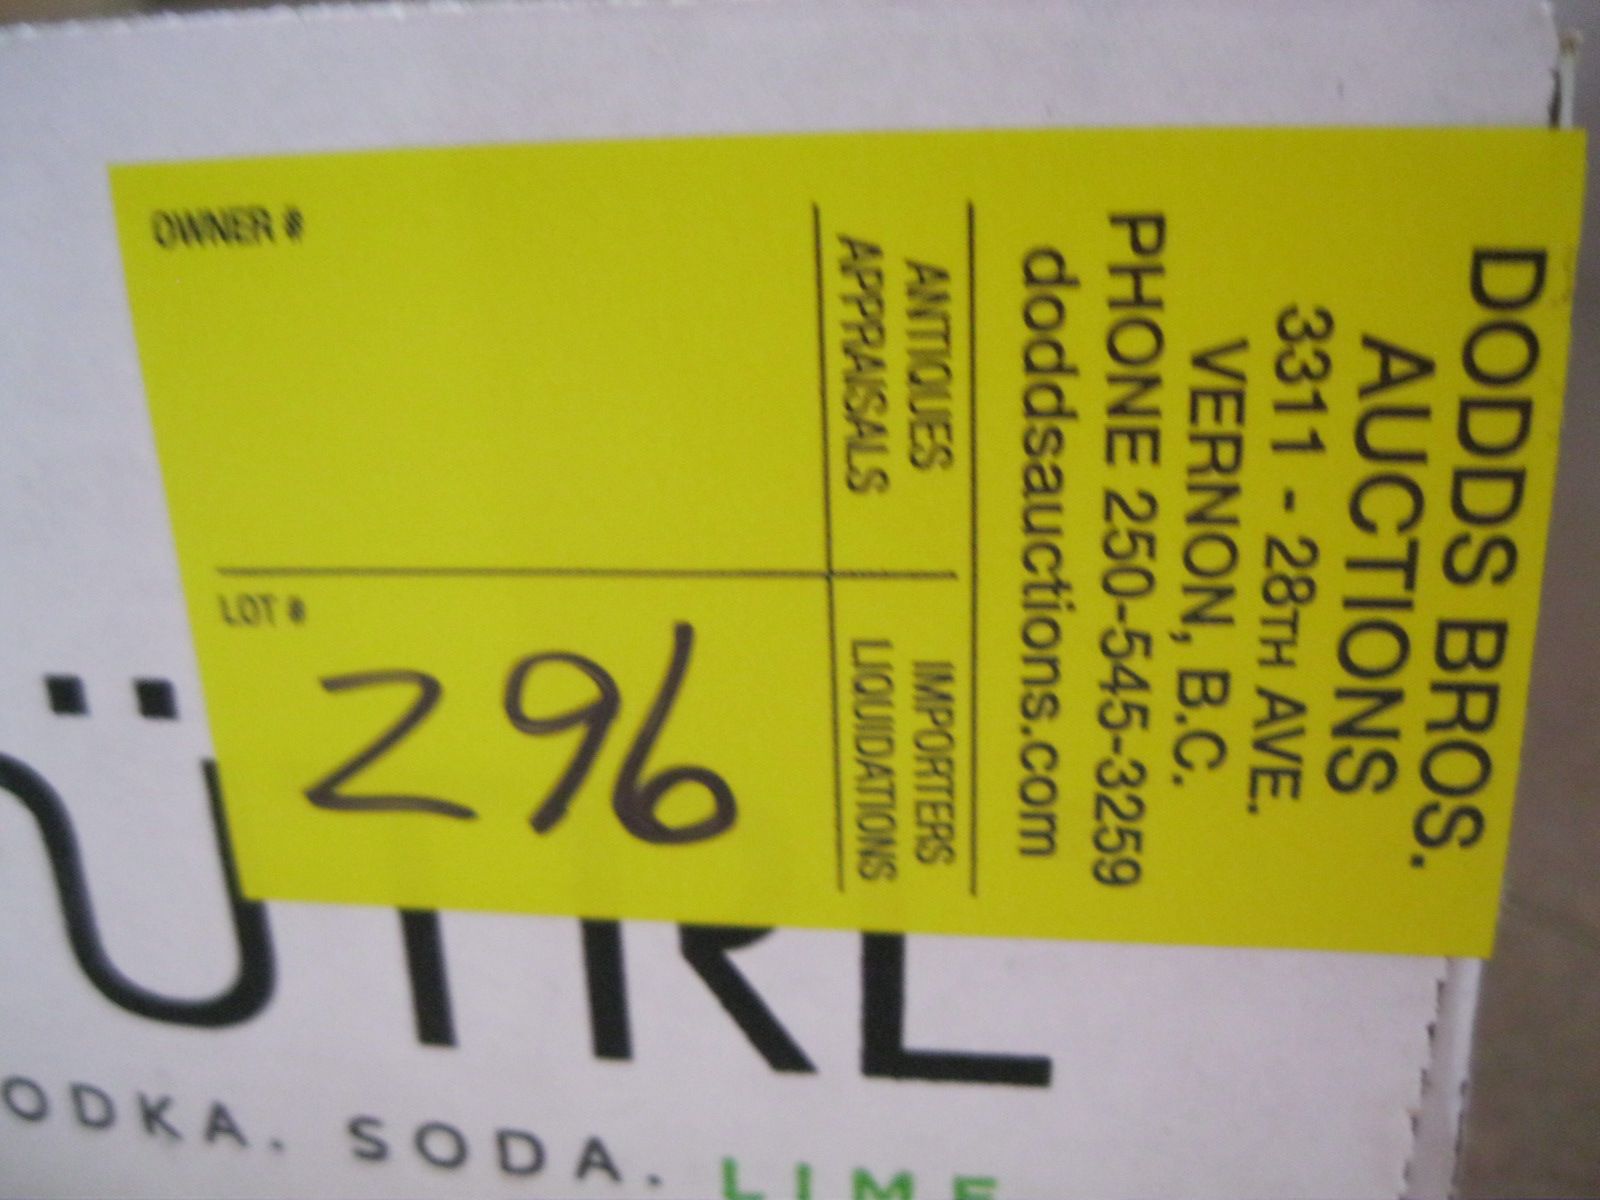 DODDS BROS.
AUCTIONS
3311 - 28TH AVE.
VERNON, B.C.
PHONE 250-545-3259
doddsauctions.com
ANTIQUES
APPRAISALS
IMPORTERS
LIQUIDATIONS
OWNER #
LOT #
296
ÜTRL
ODKA. SODA. LIME